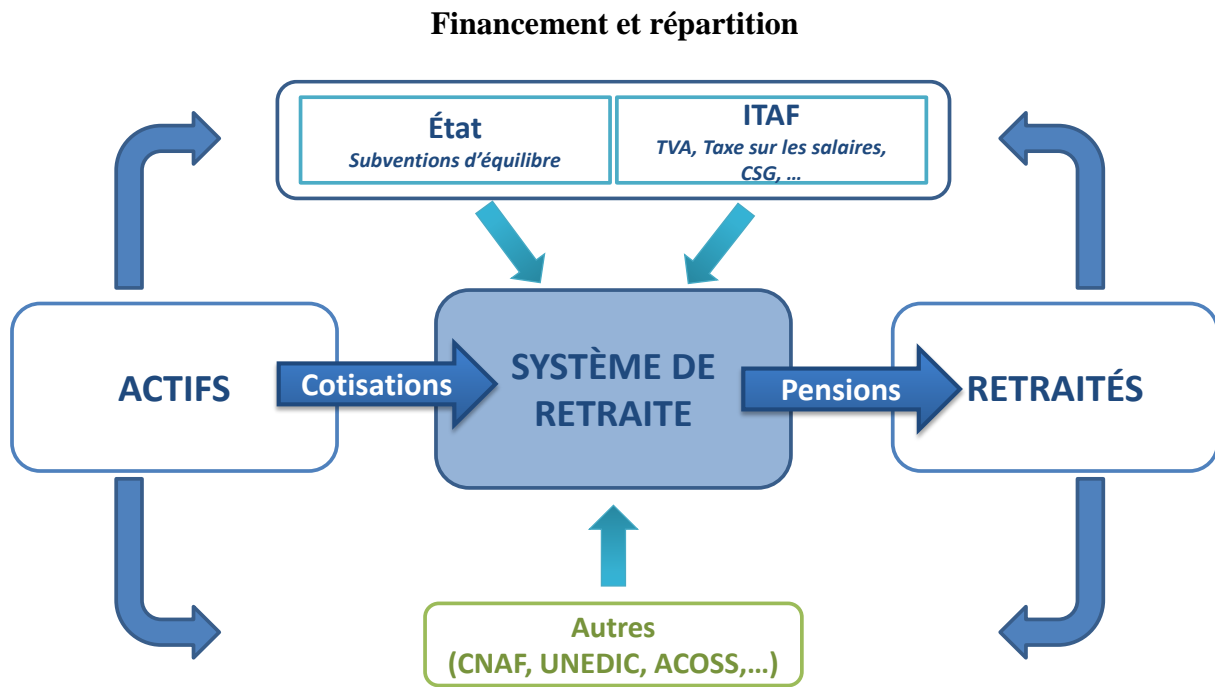 Financement et répartition
État
Subventions d'équilibre
ITAF
TVA, Taxe sur les salaires,
CSG, …
ACTIFS
Cotisations
SYSTÈME DE
RETRAITE
Pensions
RETRAITÉS
Autres
(CNAF, UNEDIC, ACOSS,…)